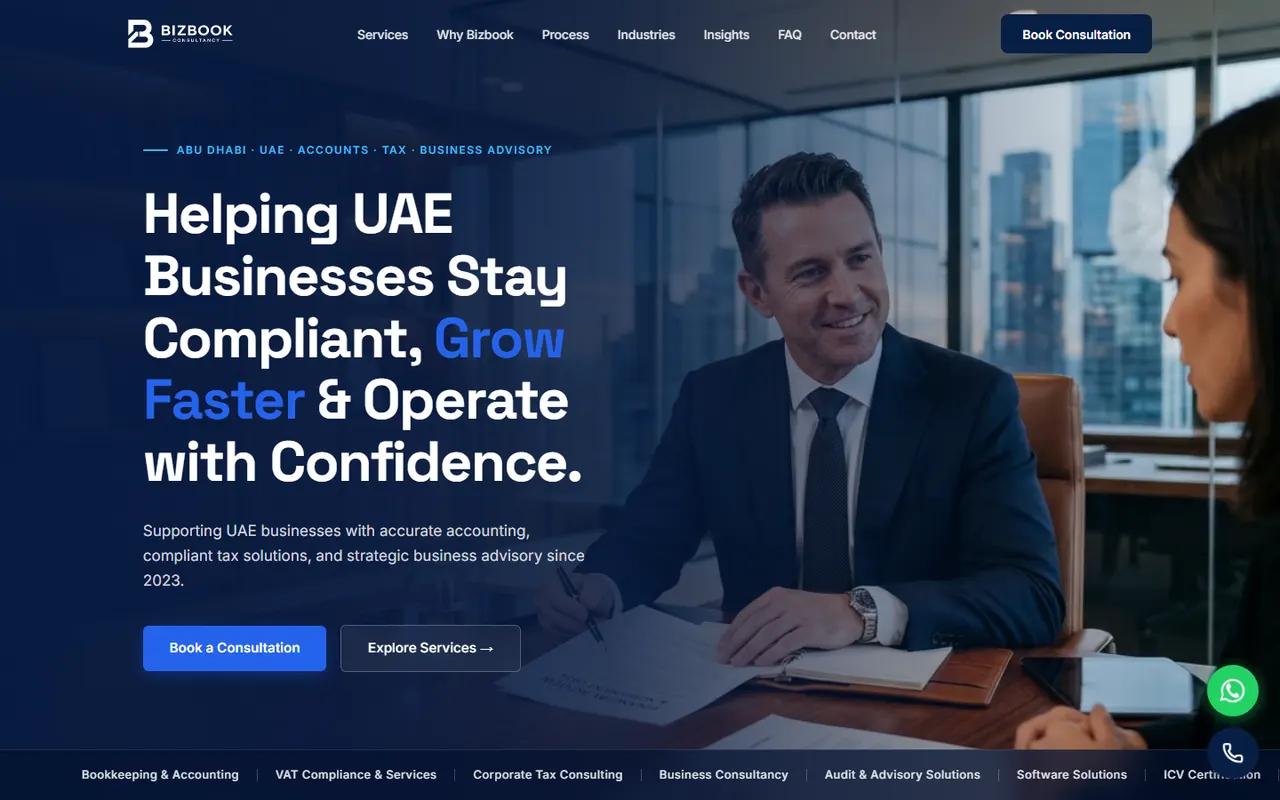 BIZBOOK
CONSULTANCY
Services
Why Bizbook
Process
Industries
Insights
FAQ
Contact
Book Consultation
ABU DHABI · UAE · ACCOUNTS · TAX · BUSINESS ADVISORY
Helping UAE
Businesses Stay
Compliant, Grow
Faster & Operate
with Confidence.
Supporting UAE businesses with accurate accounting,
compliant tax solutions, and strategic business advisory since
2023.
Book a Consultation
Explore Services →
Bookkeeping & Accounting
VAT Compliance & Services
Corporate Tax Consulting
Business Consultancy
Audit & Advisory Solutions
Software Solutions
ICV